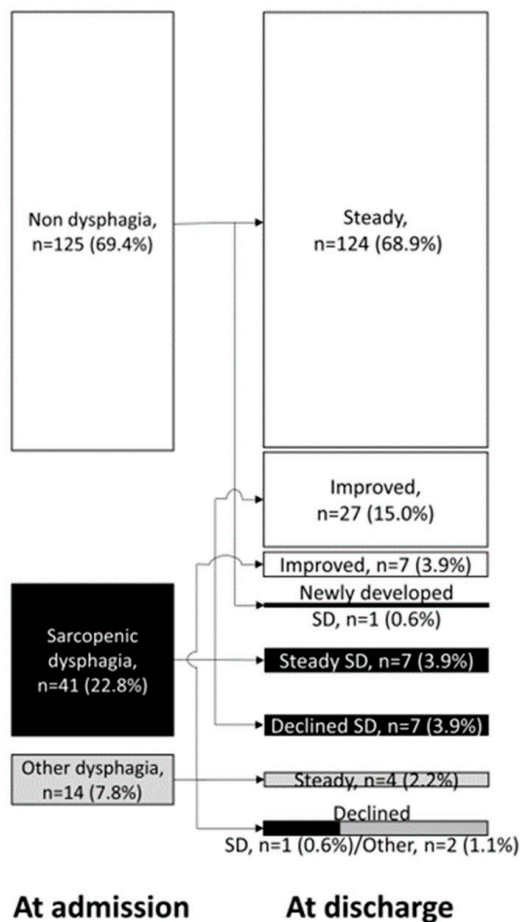 Non dysphagia,
n=125 (69.4%)
Steady,
n=124 (68.9%)
Improved,
n=27 (15.0%)
Improved, n=7 (3.9%)
Newly developed
SD, n=1 (0.6%)
Sarcopenic
dysphagia,
n=41 (22.8%)
Steady SD, n=7 (3.9%)
Declined SD, n=7 (3.9%)
Other dysphagia,
n=14 (7.8%)
Steady, n=4 (2.2%)
Declined
SD, n=1 (0.6%)/Other, n=2 (1.1%)
At admission
At discharge